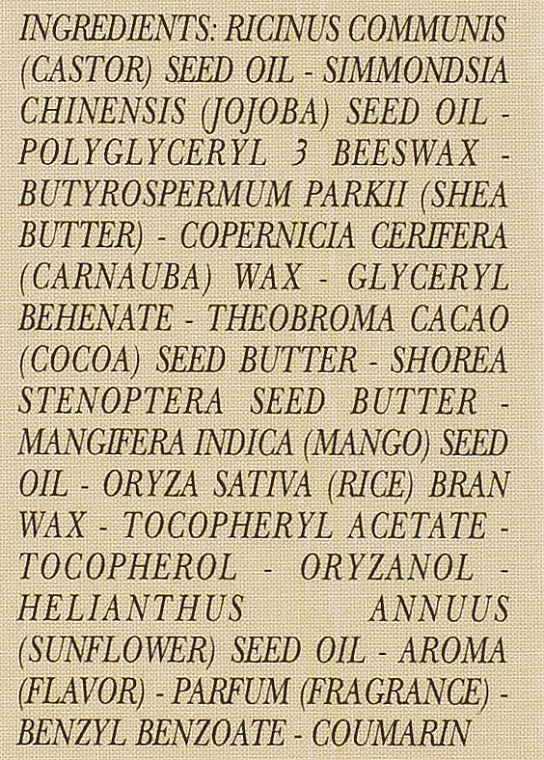 INGREDIENTS: RICINUS COMMUNIS
(CASTOR) SEED OIL - SIMMONDSIA
CHINENSIS (JOJOBA) SEED OIL -
POLYGLYCERYL 3 BEESWAX -
BUTYROSPERMUM PARKII (SHEA
BUTTER) - COPERNICIA CERIFERA
(CARNAUBA) WAX - GLYCERYL
BEHENATE - THEOBROMA CACAO
(COCOA) SEED BUTTER - SHOREA
STENOPTERA SEED BUTTER -
MANGIFERA INDICA (MANGO) SEED
OIL - ORYZA SATIVA (RICE) BRAN
WAX - TOCOPHERYL ACETATE -
TOCOPHEROL - ORYZANOL -
HELIANTHUS ANNUUS
(SUNFLOWER) SEED OIL - AROMA
(FLAVOR) - PARFUM (FRAGRANCE) -
BENZYL BENZOATE - COUMARIN